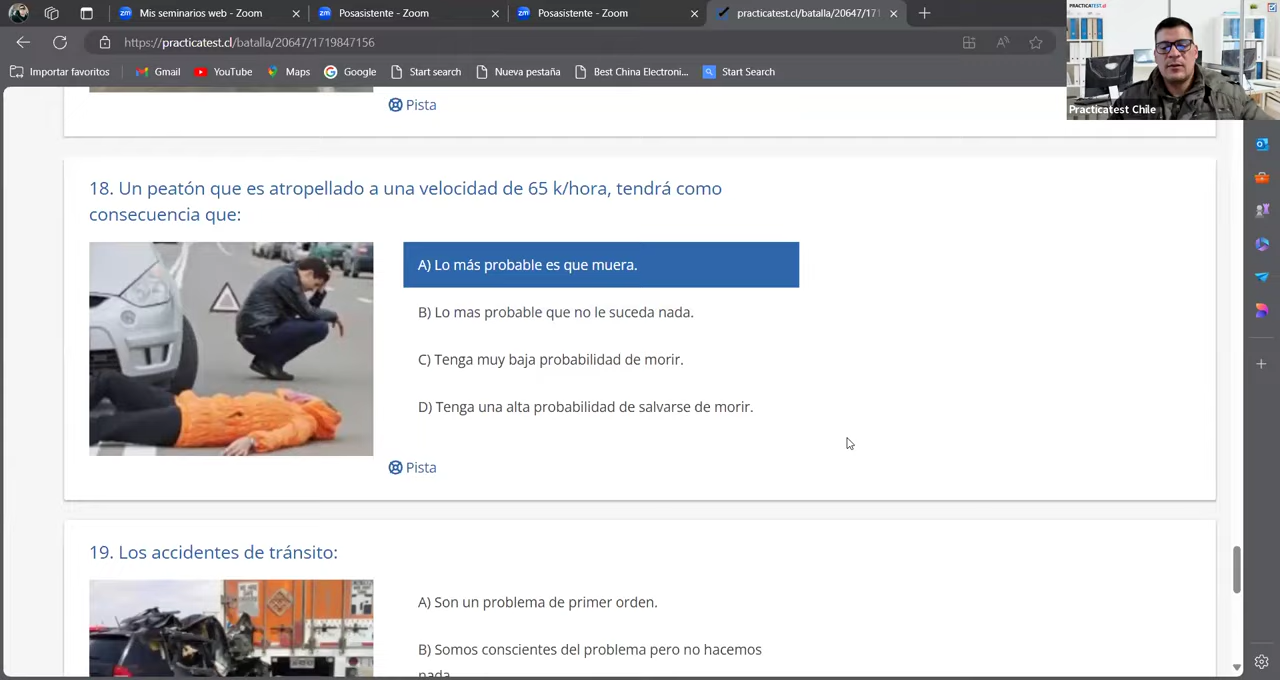 Mis seminarios web - Zoom
Posasistente - Zoom
Posasistente - Zoom
practicatest.cl/batalla/20647/171
https://practicatest.cl/batalla/20647/1719847156
Importar favoritos
Gmail
YouTube
Maps
Google
Start search
Nueva pestaña
Best China Electroni...
Start Search
PRACTICATEST.cl
Practicatest Chile
Pista
18. Un peatón que es atropellado a una velocidad de 65 k/hora, tendrá como
consecuencia que:
A) Lo más probable es que muera.
B) Lo mas probable que no le suceda nada.
C) Tenga muy baja probabilidad de morir.
D) Tenga una alta probabilidad de salvarse de morir.
Pista
19. Los accidentes de tránsito:
A) Son un problema de primer orden.
B) Somos conscientes del problema pero no hacemos
nada.